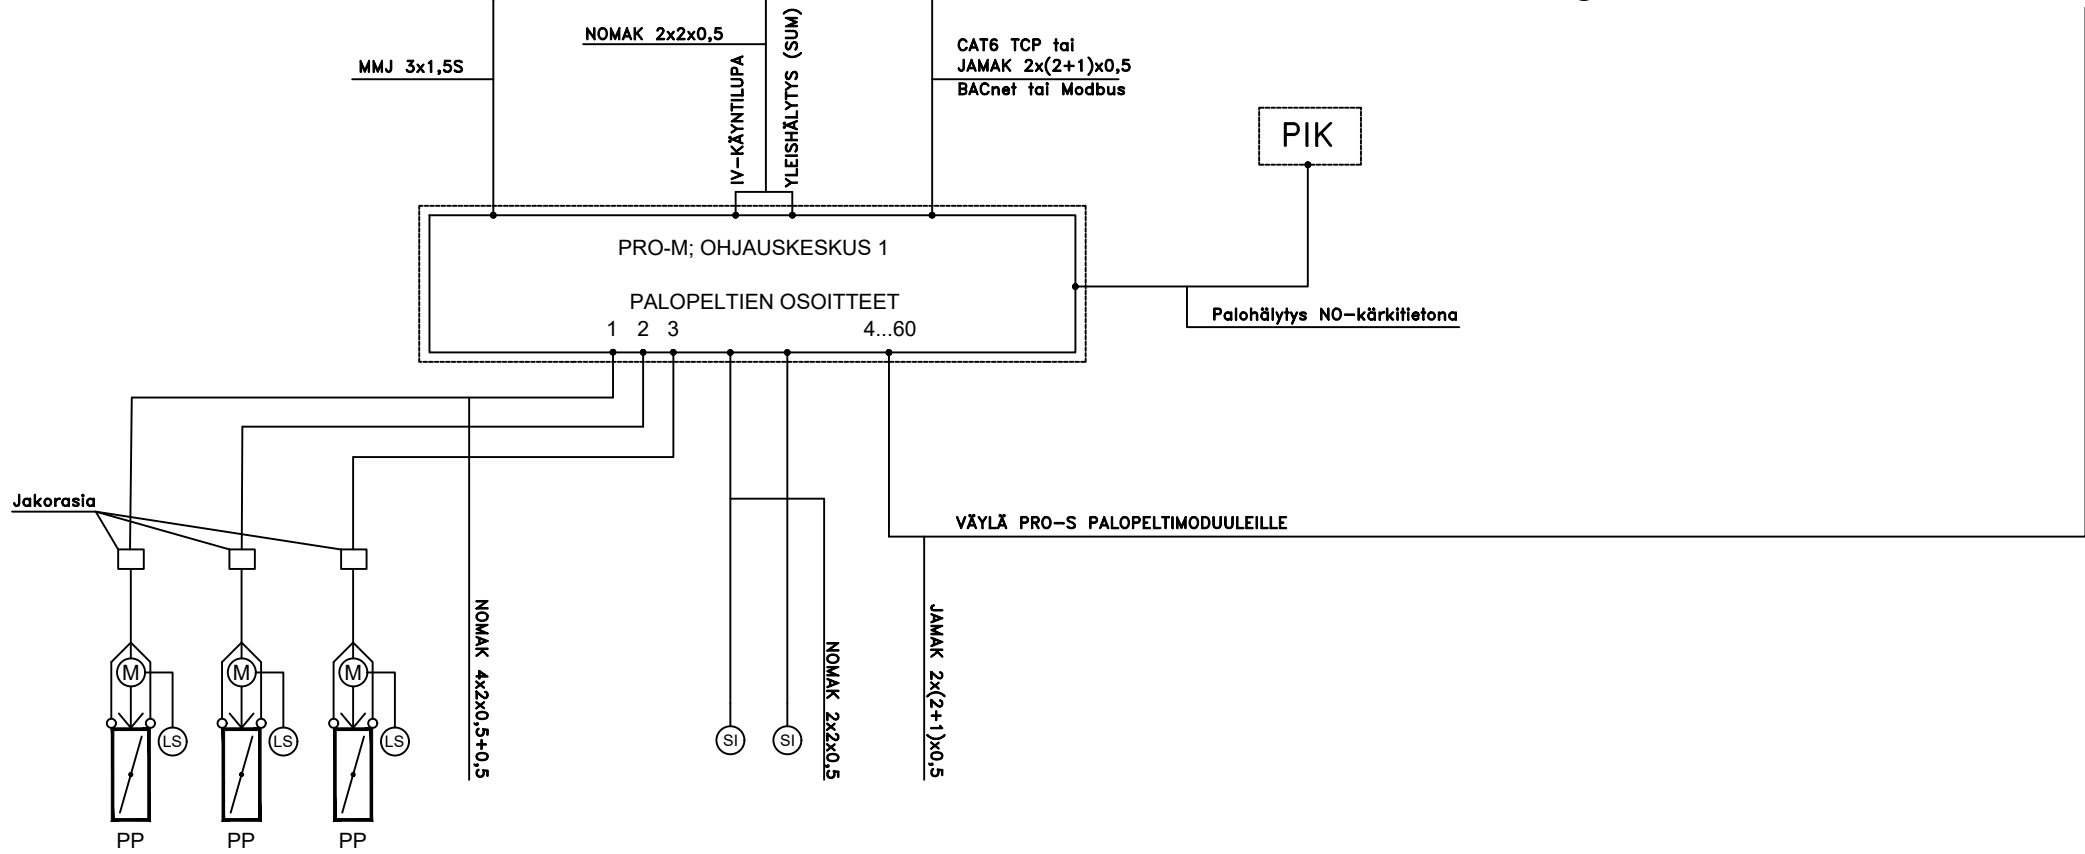 NOMAK 2x2x0,5
MMJ 3x1,5S
IV-KÄYNTILUPA
YLEISHÄLYTYS (SUM)
CAT6 TCP tai
JAMAK 2x(2+1)x0,5
BACnet tai Modbus
PIK
PRO-M; OHJAUSKESKUS 1
PALOPELTIEN OSOITTEET
1 2 3 4...60
Palohälytys NO-kärkitietona
Jakorasia
VÄYLÄ PRO-S PALOPELTIMODUULEILLE
NOMAK 4x2x0,5+0,5
NOMAK 2x2x0,5
JAMAK 2x(2+1)x0,5
M M M
LS LS LS SI SI
PP PP PP